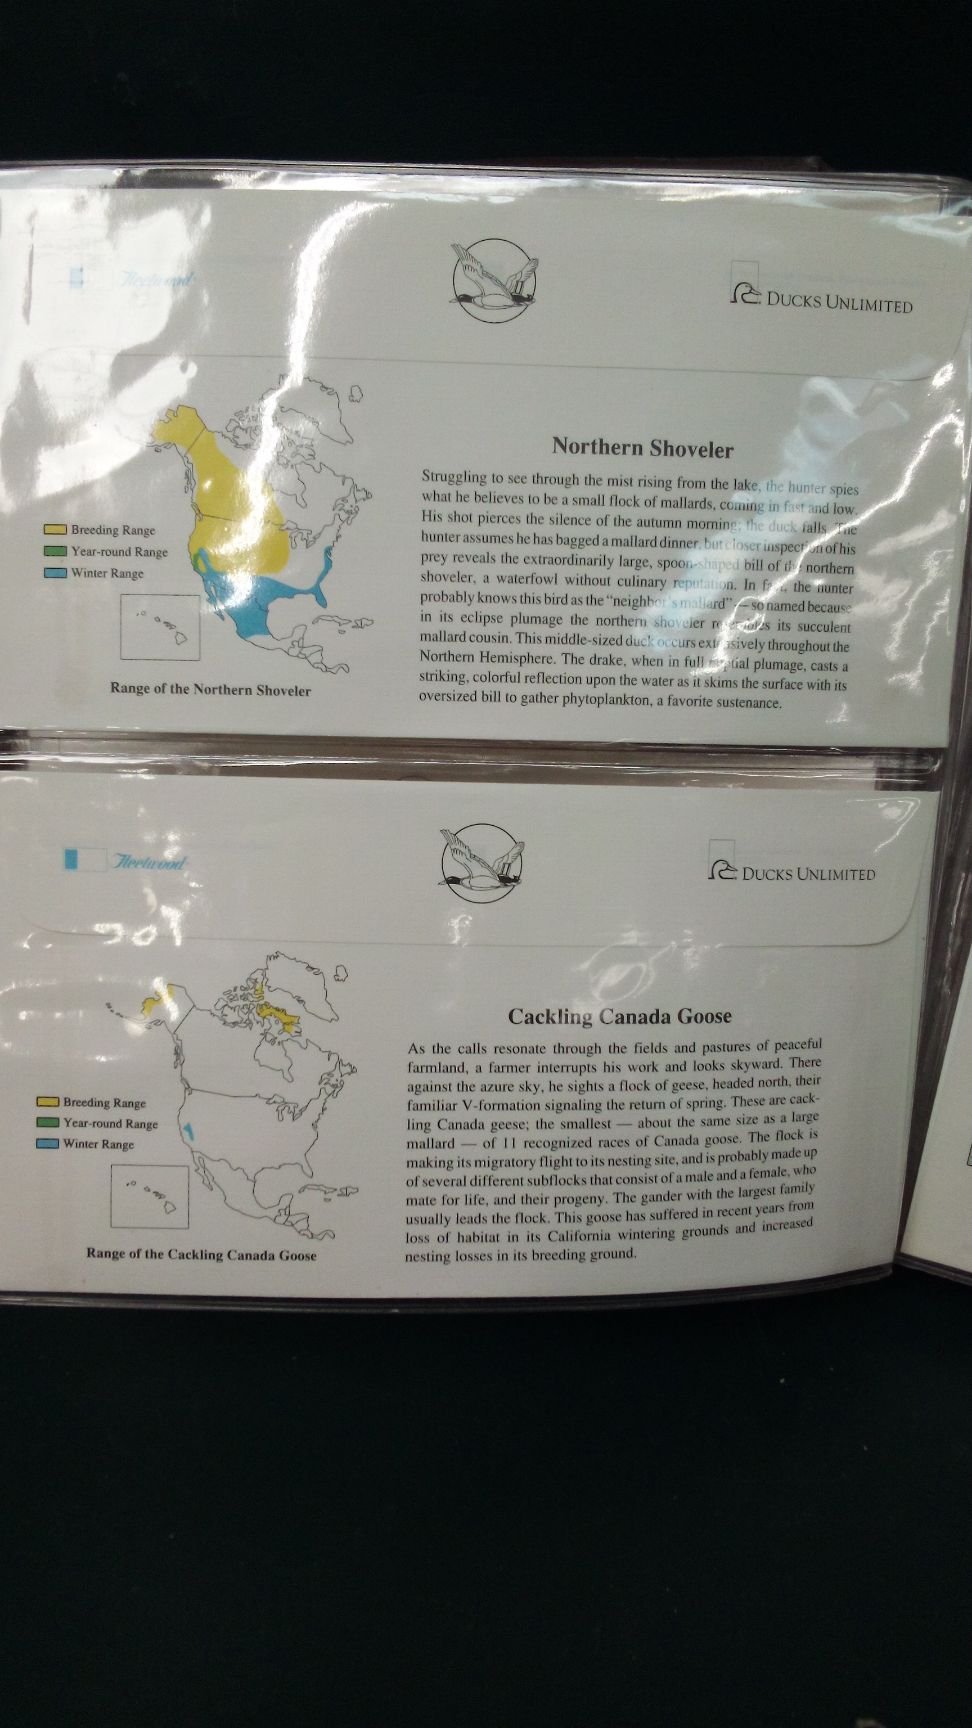 Fleetwood
DUCKS UNLIMITED
Northern Shoveler
Struggling to see through the mist rising from the lake, the hunter spies
what he believes to be a small flock of mallards, coming in fast and low.
His shot pierces the silence of the autumn morning; the duck falls. The
hunter assumes he has bagged a mallard dinner, but closer inspection of his
prey reveals the extraordinarily large, spoon-shaped bill of the northern
shoveler, a waterfowl without culinary reputation. In fact, the hunter
probably knows this bird as the “neighbor's mallard” — so named because
in its eclipse plumage the northern shoveler resembles its succulent
mallard cousin. This middle-sized duck occurs extensively throughout the
Northern Hemisphere. The drake, when in full nuptial plumage, casts a
striking, colorful reflection upon the water as it skims the surface with its
oversized bill to gather phytoplankton, a favorite sustenance.
Breeding Range
Year-round Range
Winter Range
Range of the Northern Shoveler
Fleetwood
DUCKS UNLIMITED
Cackling Canada Goose
As the calls resonate through the fields and pastures of peaceful
farmland, a farmer interrupts his work and looks skyward. There
against the azure sky, he sights a flock of geese, headed north, their
familiar V-formation signaling the return of spring. These are cack-
ling Canada geese; the smallest — about the same size as a large
mallard — of 11 recognized races of Canada goose. The flock is
making its migratory flight to its nesting site, and is probably made up
of several different subflocks that consist of a male and a female, who
mate for life, and their progeny. The gander with the largest family
usually leads the flock. This goose has suffered in recent years from
loss of habitat in its California wintering grounds and increased
nesting losses in its breeding ground.
Breeding Range
Year-round Range
Winter Range
Range of the Cackling Canada Goose